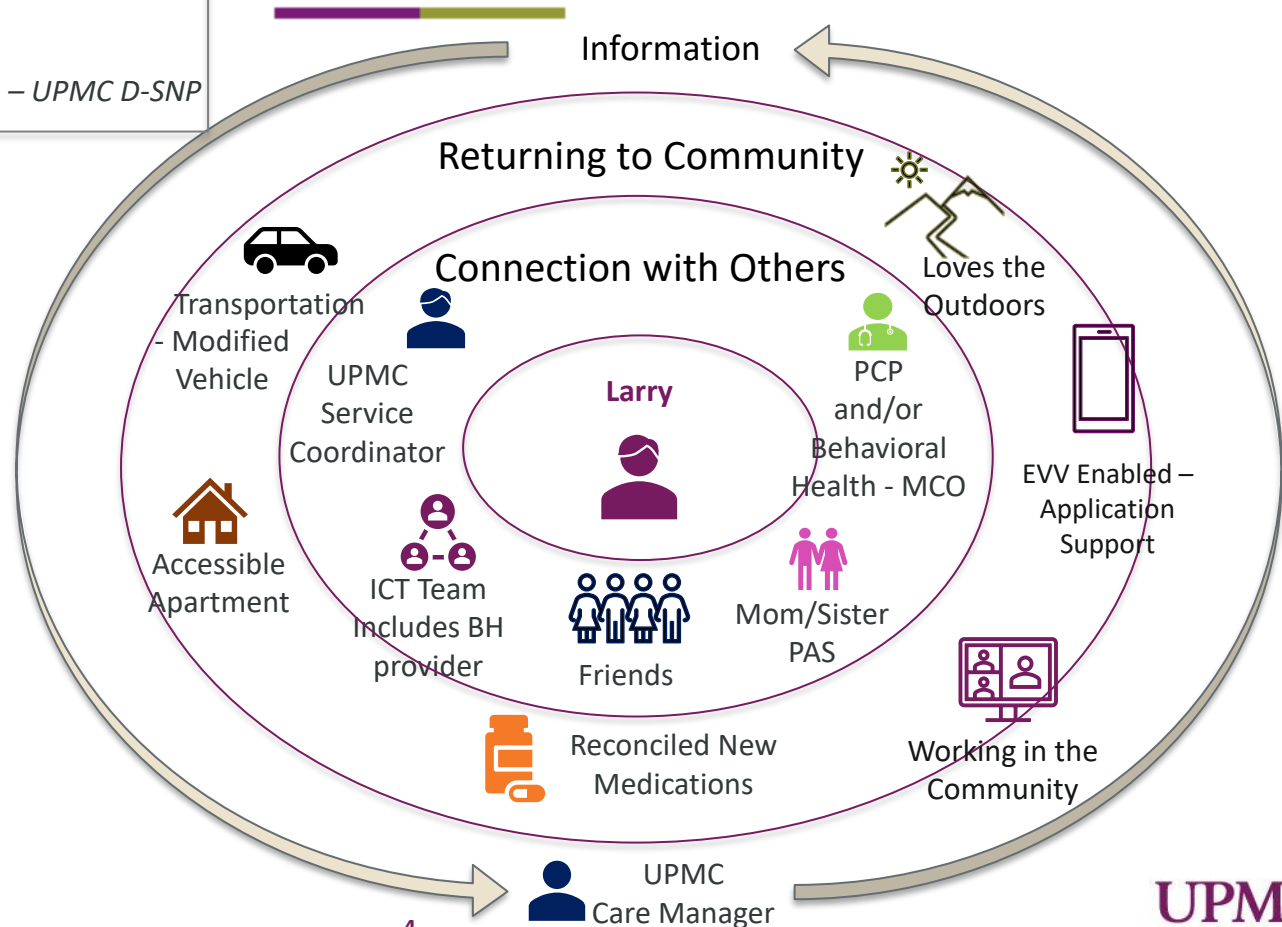 Information
– UPMC D-SNP
Returning to Community
Connection with Others
Loves the
Outdoors
Transportation
- Modified
Vehicle
UPMC
Service
Coordinator
Larry
PCP
and/or
Behavioral
Health - MCO
EVV Enabled –
Application
Support
Accessible
Apartment
ICT Team
Includes BH
provider
Friends
Mom/Sister
PAS
Reconciled New
Medications
Working in the
Community
UPMC
Care Manager
UPM